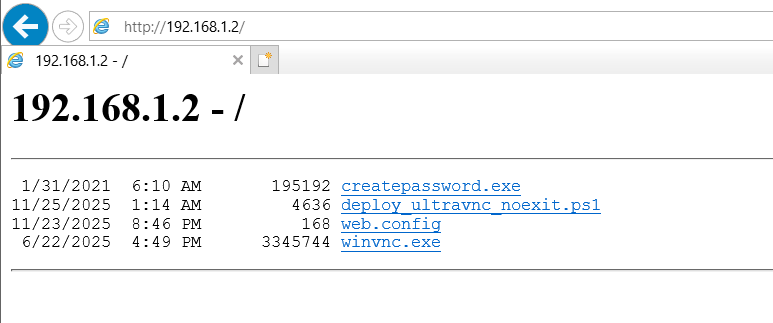 http://192.168.1.2/
192.168.1.2 - /
192.168.1.2 - /
1/31/2021 6:10 AM 195192 createpassword.exe
11/25/2025 1:14 AM 4636 deploy_ultravnc_noexit.ps1
11/23/2025 8:46 PM 168 web.config
6/22/2025 4:49 PM 3345744 winvnc.exe